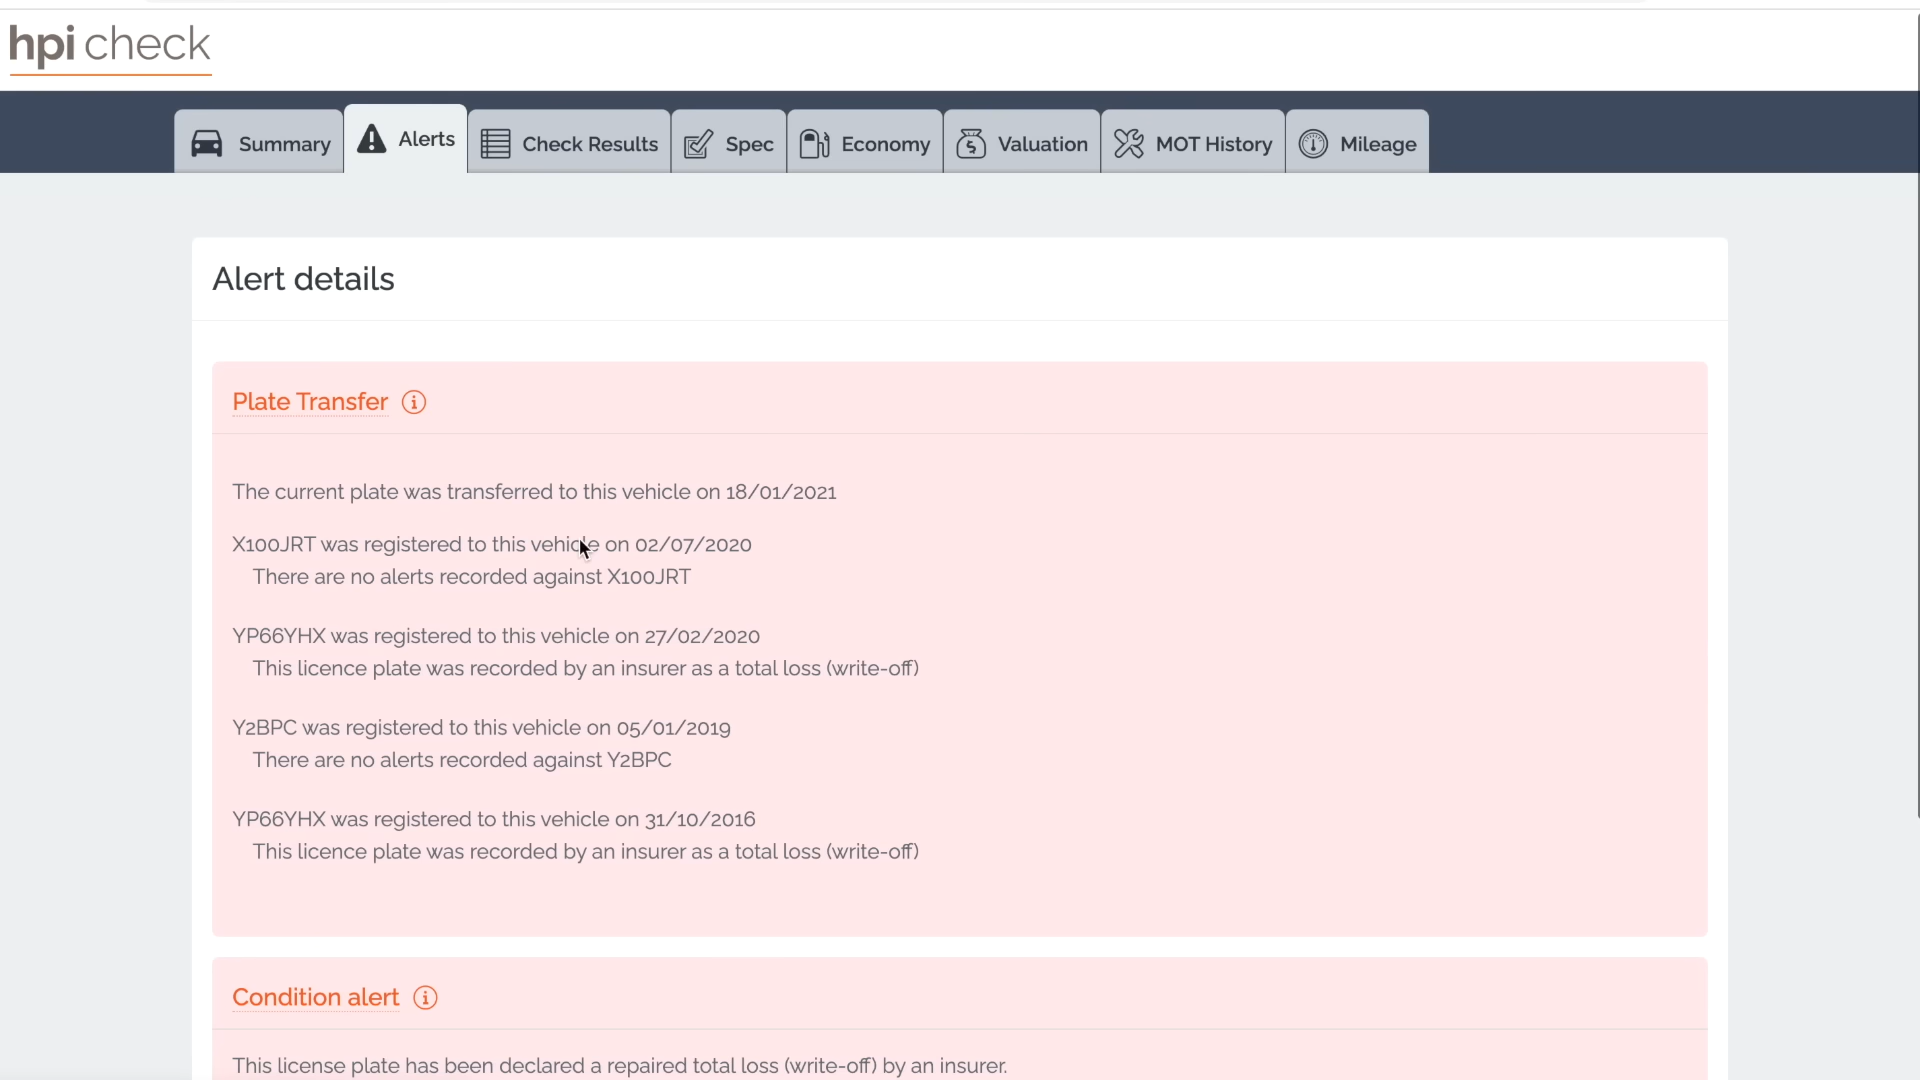 hpi check
Summary
Alerts
Check Results
Spec
Economy
Valuation
MOT History
Mileage
Alert details
Plate Transfer
The current plate was transferred to this vehicle on 18/01/2021
X100JRT was registered to this vehicle on 02/07/2020
There are no alerts recorded against X100JRT
YP66YHX was registered to this vehicle on 27/02/2020
This licence plate was recorded by an insurer as a total loss (write-off)
Y2BPC was registered to this vehicle on 05/01/2019
There are no alerts recorded against Y2BPC
YP66YHX was registered to this vehicle on 31/10/2016
This licence plate was recorded by an insurer as a total loss (write-off)
Condition alert
This license plate has been declared a repaired total loss (write-off) by an insurer.